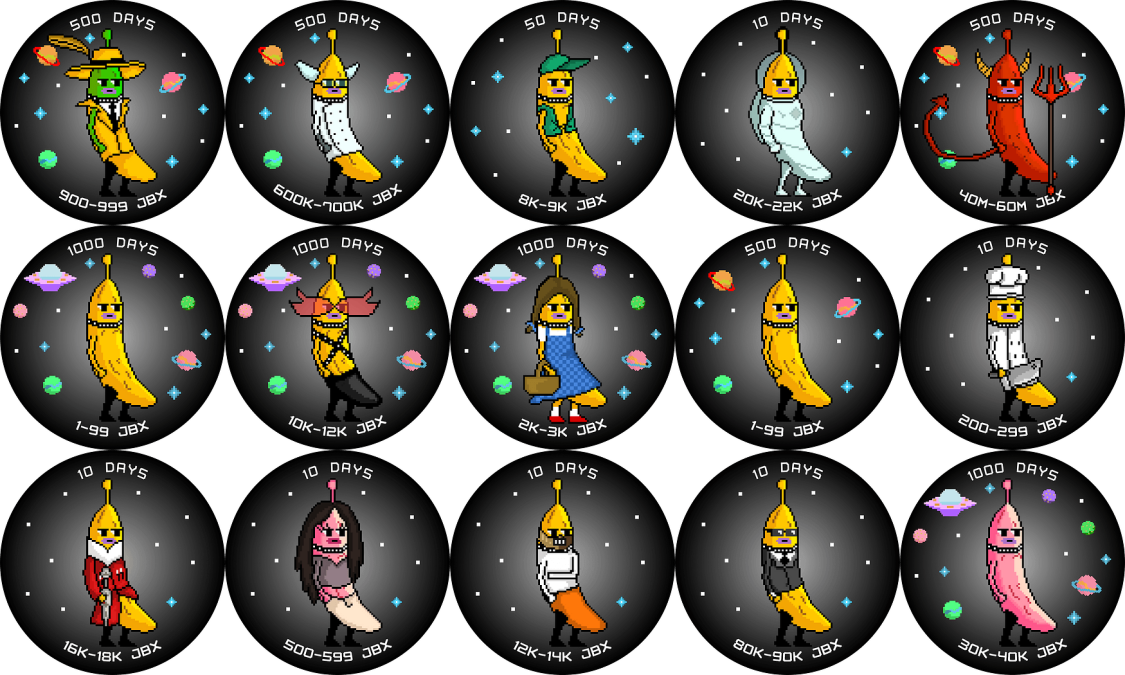 500 DAYS
900-999 JBX
500 DAYS
600K-700K JBX
50 DAYS
8K-9K JBX
10 DAYS
20K-22K JBX
500 DAYS
40M-60M JBX
1000 DAYS
1-99 JBX
1000 DAYS
10K-12K JBX
1000 DAYS
2K-3K JBX
500 DAYS
1-99 JBX
10 DAYS
200-299 JBX
10 DAYS
16K-18K JBX
10 DAYS
500-599 JBX
10 DAYS
12K-14K JBX
10 DAYS
80K-90K JBX
1000 DAYS
30K-40K JBX